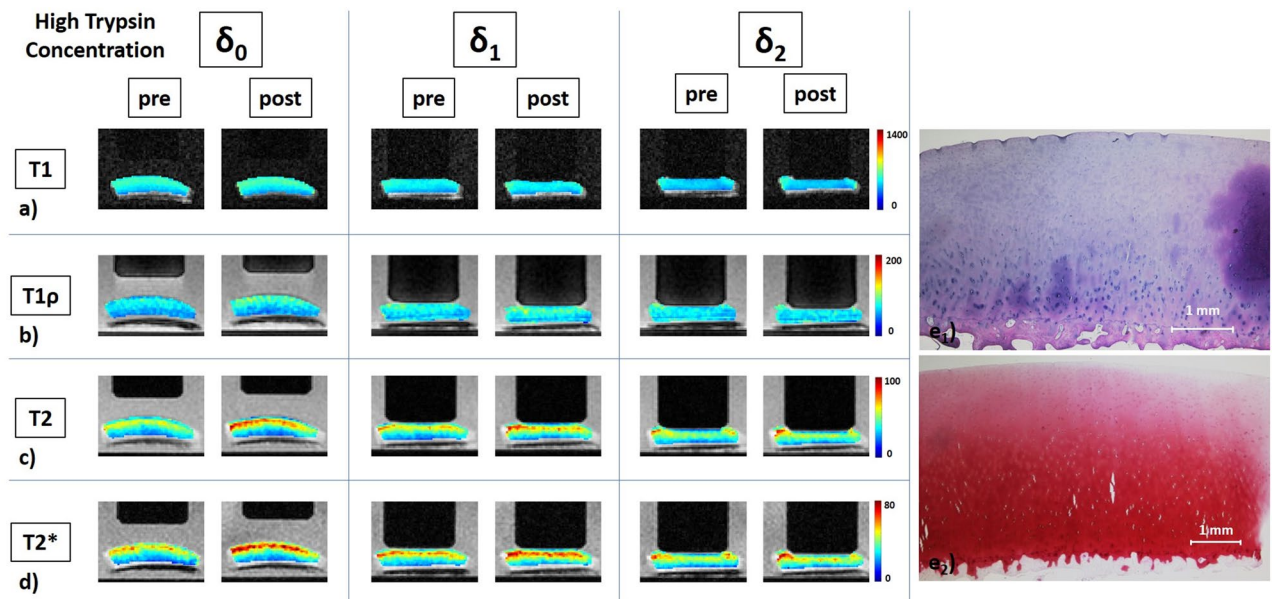 High Trypsin
Concentration
δ0
δ1
δ2
pre
post
pre
post
pre
post
T1
a)
1400
0
T1ρ
b)
200
0
T2
c)
100
0
T2*
d)
80
0
1 mm
e1)
1 mm
e2)